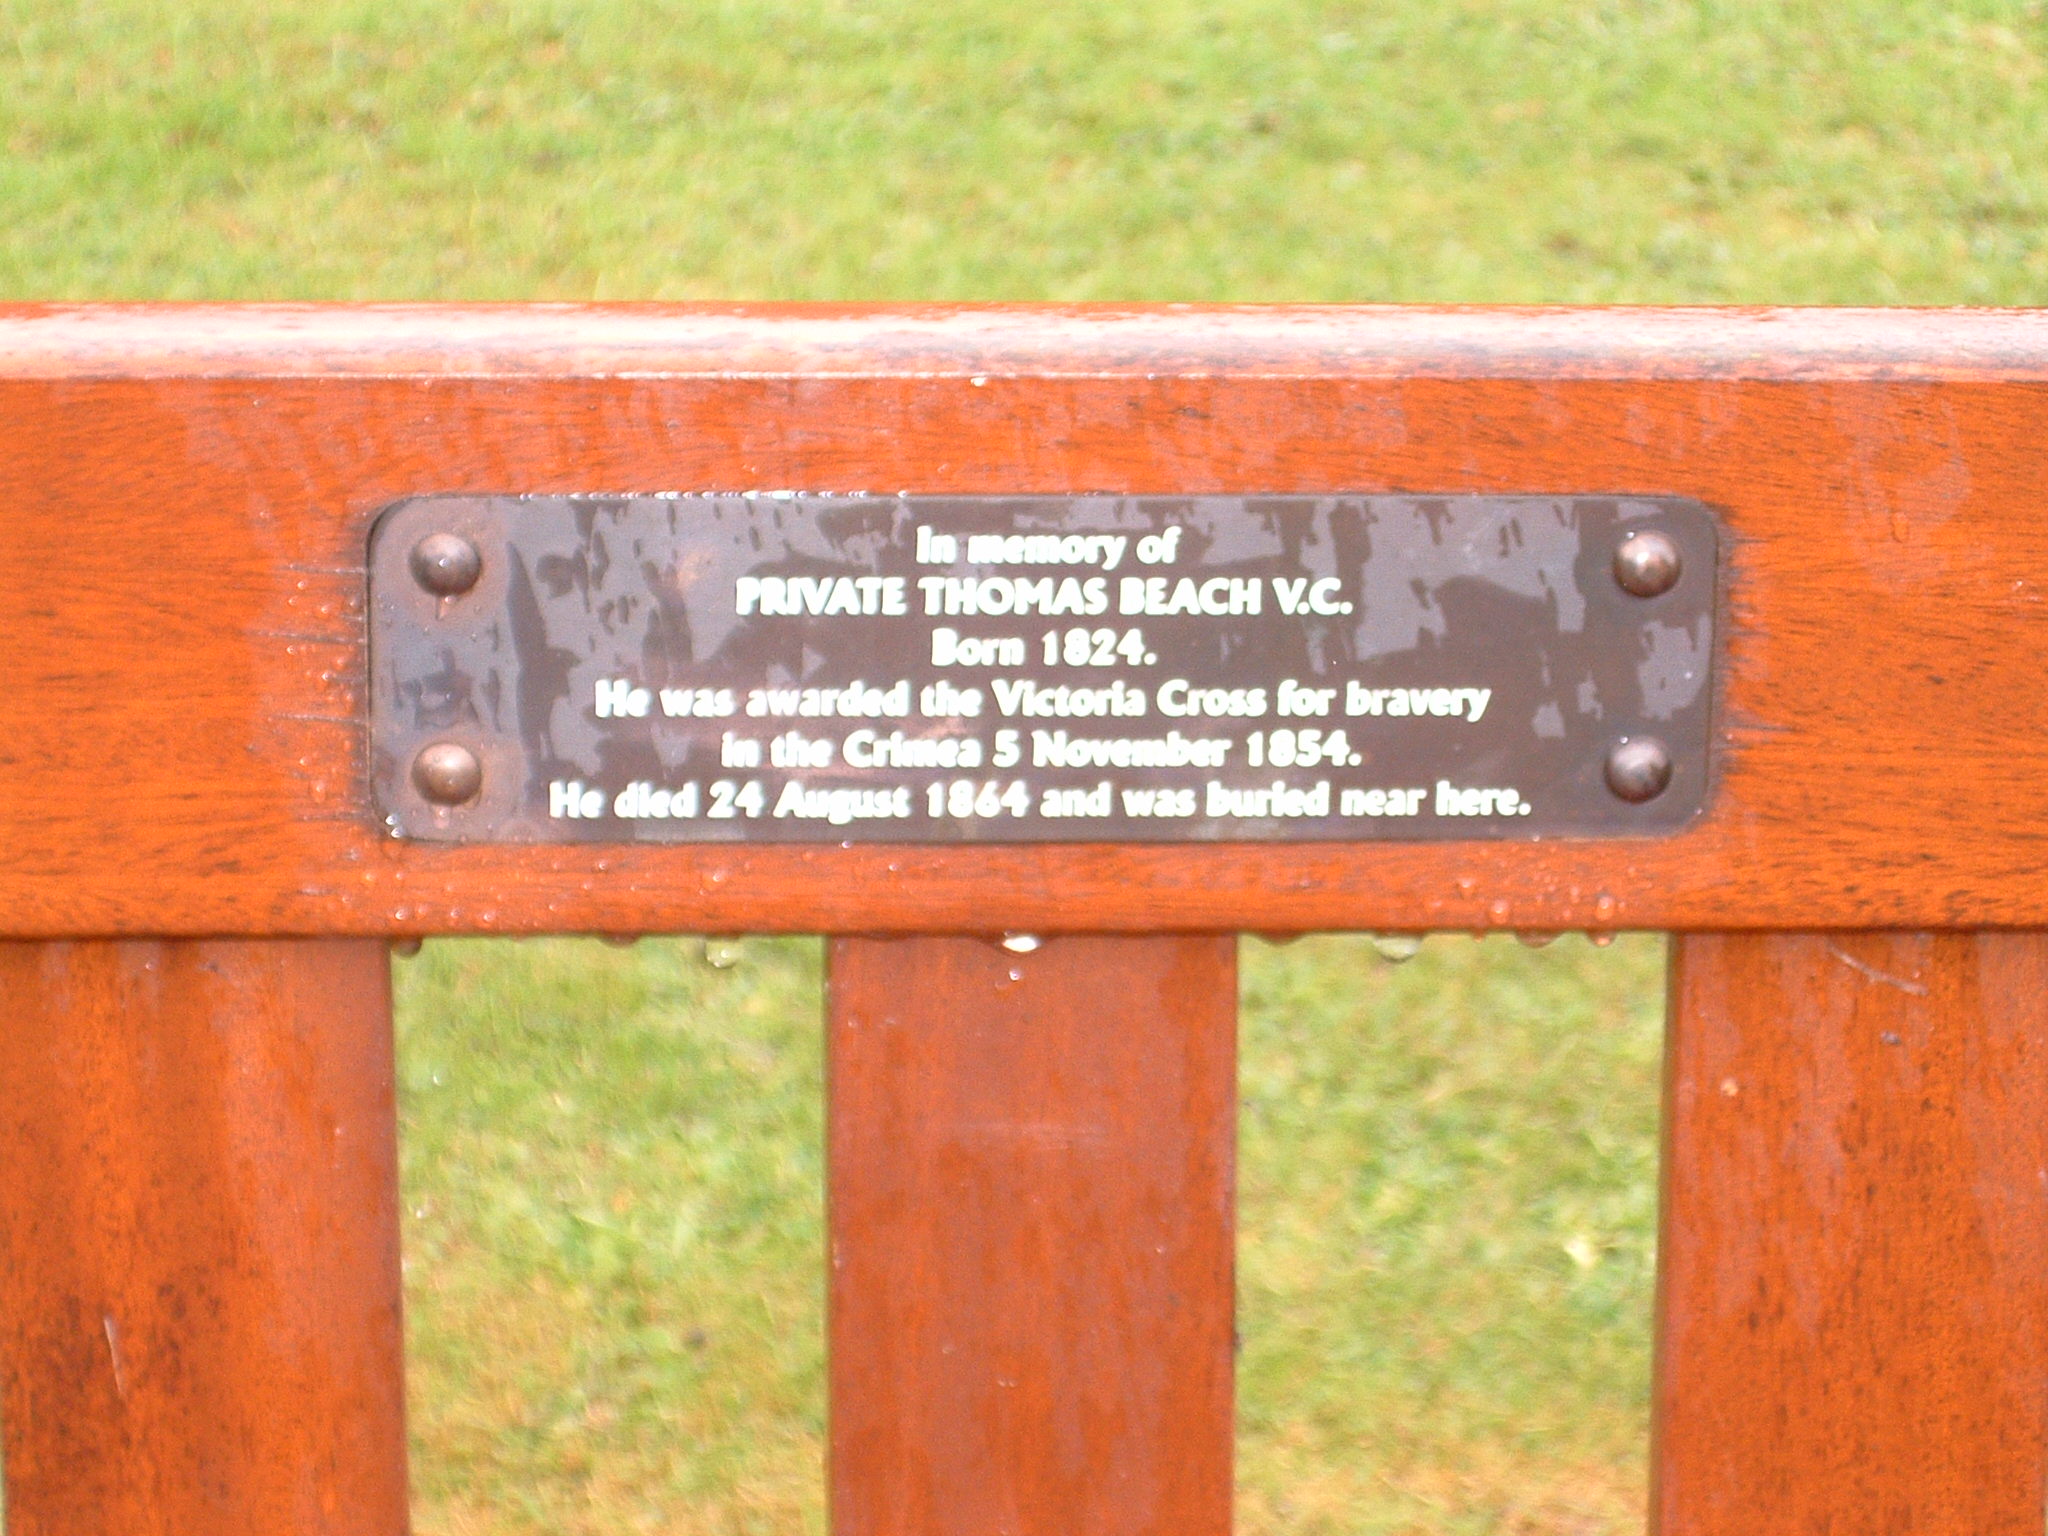 In memory of
PRIVATE THOMAS BEACH V.C.
Born 1824.
He was awarded the Victoria Cross for bravery
in the Crimea 5 November 1854.
He died 24 August 1864 and was buried near here.